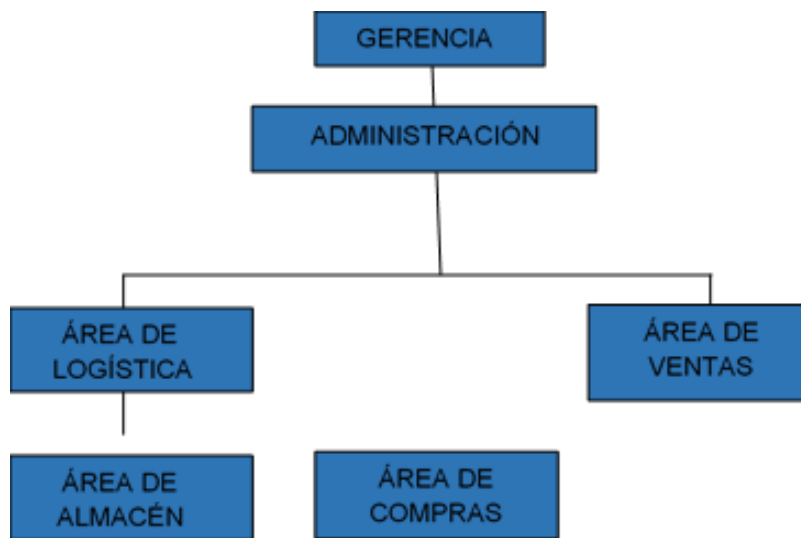 GERENCIA
ADMINISTRACIÓN
ÁREA DE
LOGÍSTICA
ÁREA DE
VENTAS
ÁREA DE
ALMACÉN
ÁREA DE
COMPRAS